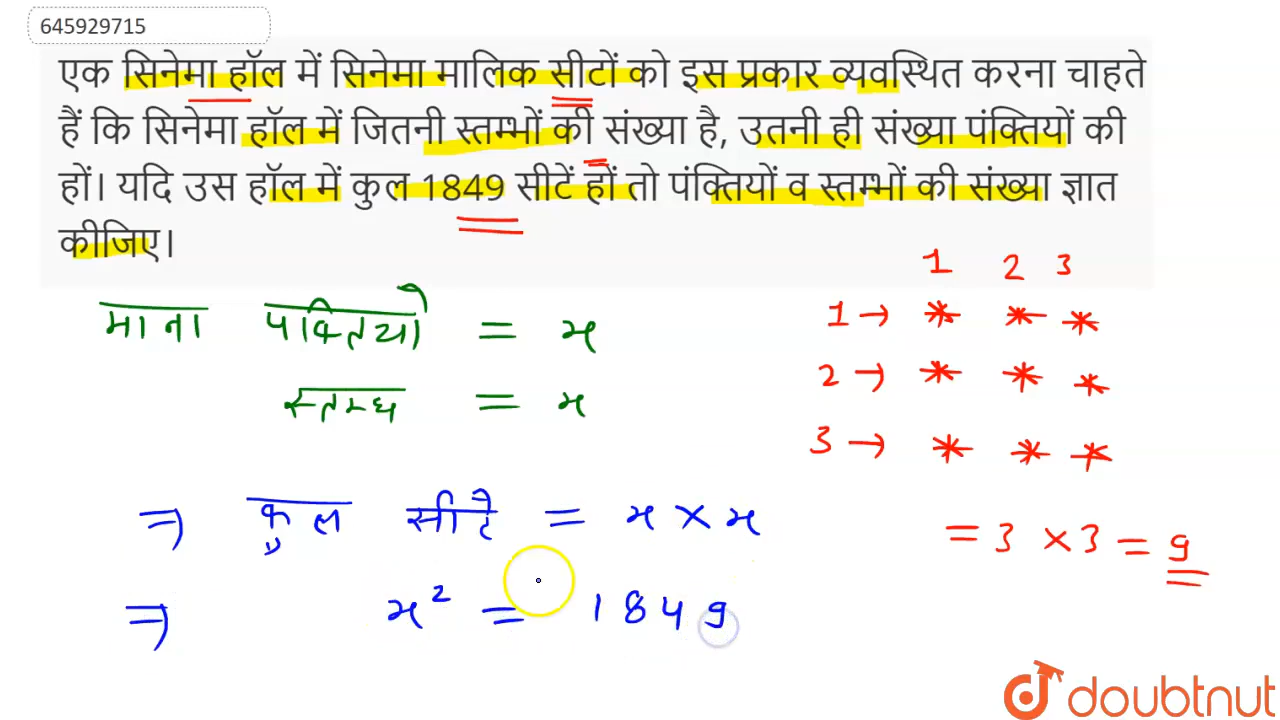 645929715
एक सिनेमा हॉल में सिनेमा मालिक सीटों को इस प्रकार व्यवस्थित करना चाहते
हैं कि सिनेमा हॉल में जितनी स्तम्भों की संख्या है, उतनी ही संख्या पंक्तियों की
हों। यदि उस हॉल में कुल 1849 सीटें हों तो पंक्तियों व स्तम्भों की संख्या ज्ञात
कीजिए।
1 2 3
माना पंक्तियों = x
1 → * * *
2 → * * *
स्तम्भ = x
3 → * * *
⇒ कुल सीटें = x × x
= 3 × 3 = 9
⇒ x² = 1849
doubtnut